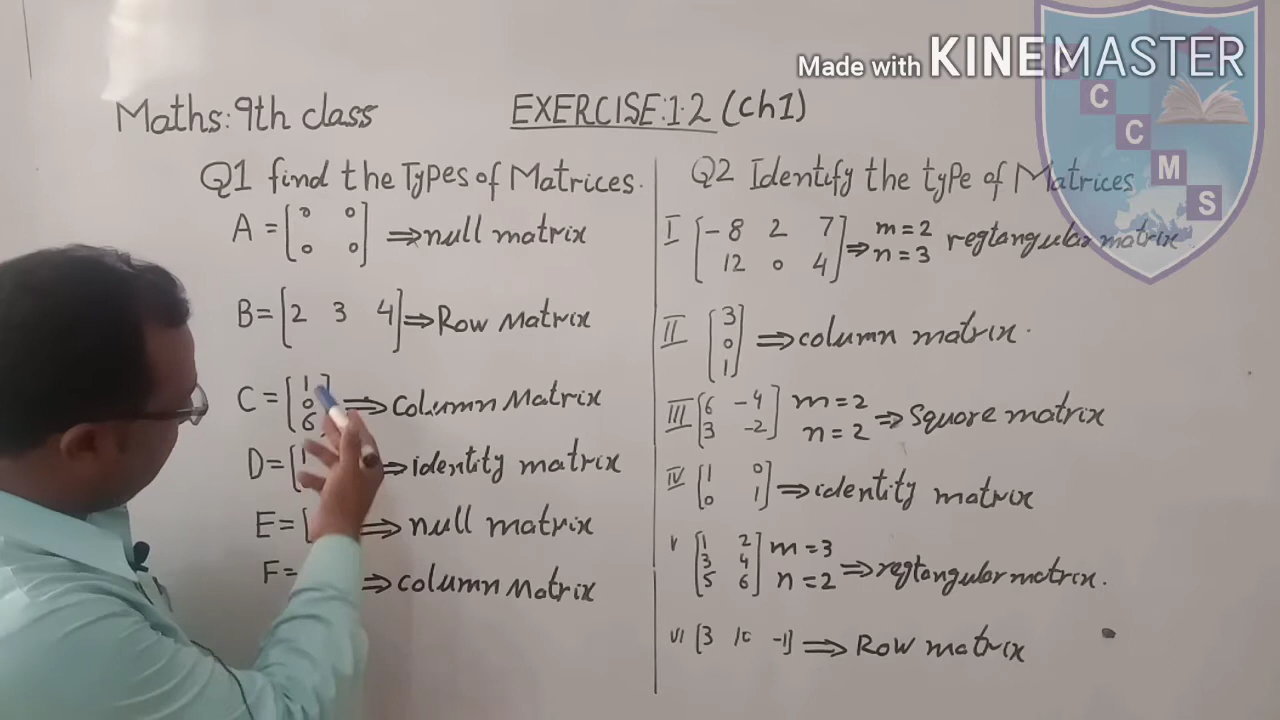 Made with KINEMASTER
C
C
M
S
Maths: 9th class
EXERCISE:1.2 (Ch1)
Q1 find the Types of Matrices.
A = [0 0
0 0] ⇒ null matrix
B = [2 3 4] ⇒ Row Matrix
C = [1
0
6] ⇒ Column Matrix
D = [1 ⇒ identity matrix
E = [ ⇒ null matrix
F = ⇒ column Matrix
Q2 Identify the type of Matrices
I [-8 2 7
12 0 4] ⇒ m = 2
n = 3 regtangular matrix
II [3
0
1] ⇒ column matrix.
III [6 -4
3 -2] m = 2
n = 2 ⇒ Squore matrix
IV [1 0
0 1] ⇒ identity matrix
V [1 2
3 4
5 6] m = 3
n = 2 ⇒ regtangular matrix.
VI [3 10 -1] ⇒ Row matrix